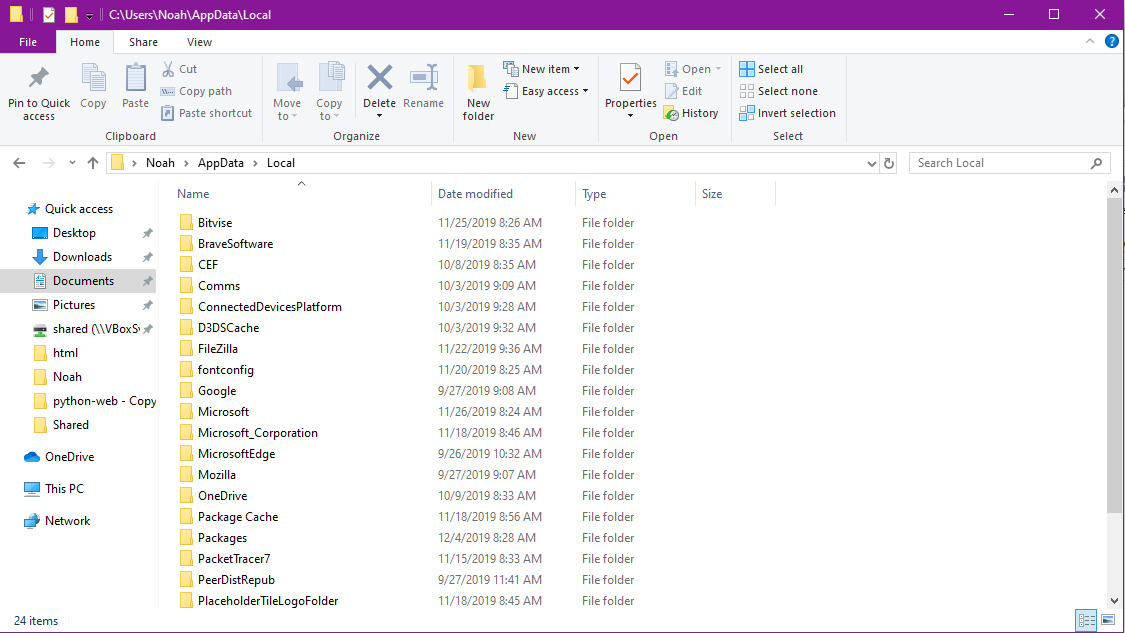 C:\Users\Noah\AppData\Local
File Home Share View
Pin to Quick access
Copy
Paste
Cut
Copy path
Paste shortcut
Clipboard
Move to
Copy to
Delete
Rename
Organize
New folder
New item
Easy access
New
Properties
Open
Edit
History
Open
Select all
Select none
Invert selection
Select
Noah > AppData > Local
Search Local
Quick access
Desktop
Downloads
Documents
Pictures
shared (\\VBoxSv
html
Noah
python-web - Copy
Shared
OneDrive
This PC
Network
Name Date modified Type Size
Bitvise 11/25/2019 8:26 AM File folder
BraveSoftware 11/19/2019 8:35 AM File folder
CEF 10/8/2019 8:35 AM File folder
Comms 10/3/2019 9:09 AM File folder
ConnectedDevicesPlatform 10/3/2019 9:28 AM File folder
D3DSCache 10/3/2019 9:32 AM File folder
FileZilla 11/22/2019 9:36 AM File folder
fontconfig 11/20/2019 8:25 AM File folder
Google 9/27/2019 9:08 AM File folder
Microsoft 11/26/2019 8:24 AM File folder
Microsoft_Corporation 11/18/2019 8:46 AM File folder
MicrosoftEdge 9/26/2019 10:32 AM File folder
Mozilla 9/27/2019 9:07 AM File folder
OneDrive 10/9/2019 8:33 AM File folder
Package Cache 11/18/2019 8:56 AM File folder
Packages 12/4/2019 8:28 AM File folder
PacketTracer7 11/15/2019 8:33 AM File folder
PeerDistRepub 9/27/2019 11:41 AM File folder
PlaceholderTileLogoFolder 11/18/2019 8:45 AM File folder
24 items